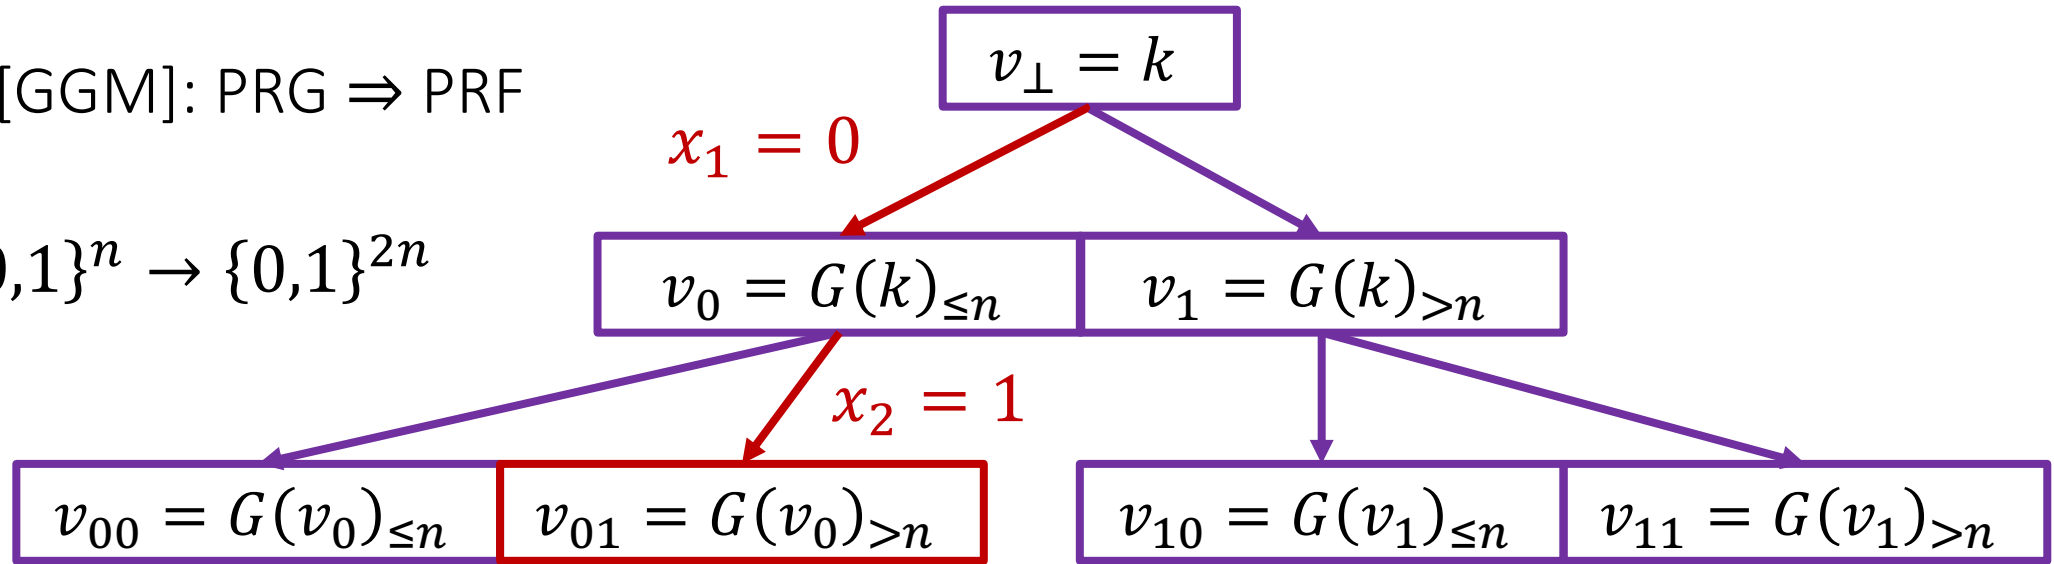 [GGM]: PRG ⇒ PRF
v⊥ = k
x₁ = 0
,1}ⁿ → {0,1}²ⁿ
v₀ = G(k)≤n
v₁ = G(k)>n
x₂ = 1
v₀₀ = G(v₀)≤n
v₀₁ = G(v₀)>n
v₁₀ = G(v₁)≤n
v₁₁ = G(v₁)>n